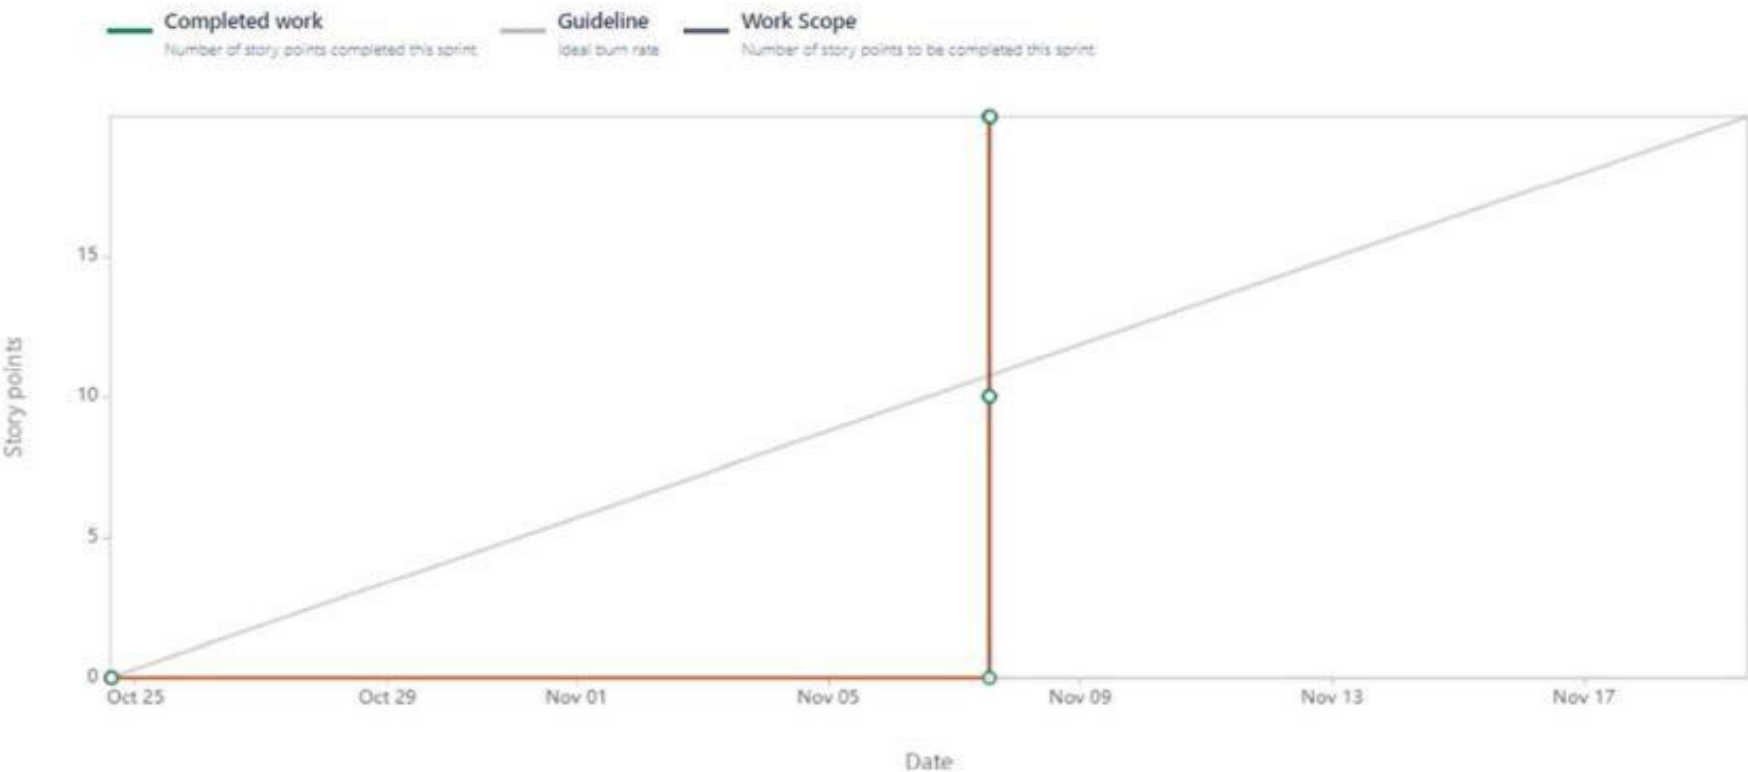 Completed work
Number of story points completed this sprint
Guideline
Ideal burn rate
Work Scope
Number of story points to be completed this sprint
Story points
15
10
5
0
Oct 25 Oct 29 Nov 01 Nov 05 Nov 09 Nov 13 Nov 17
Date